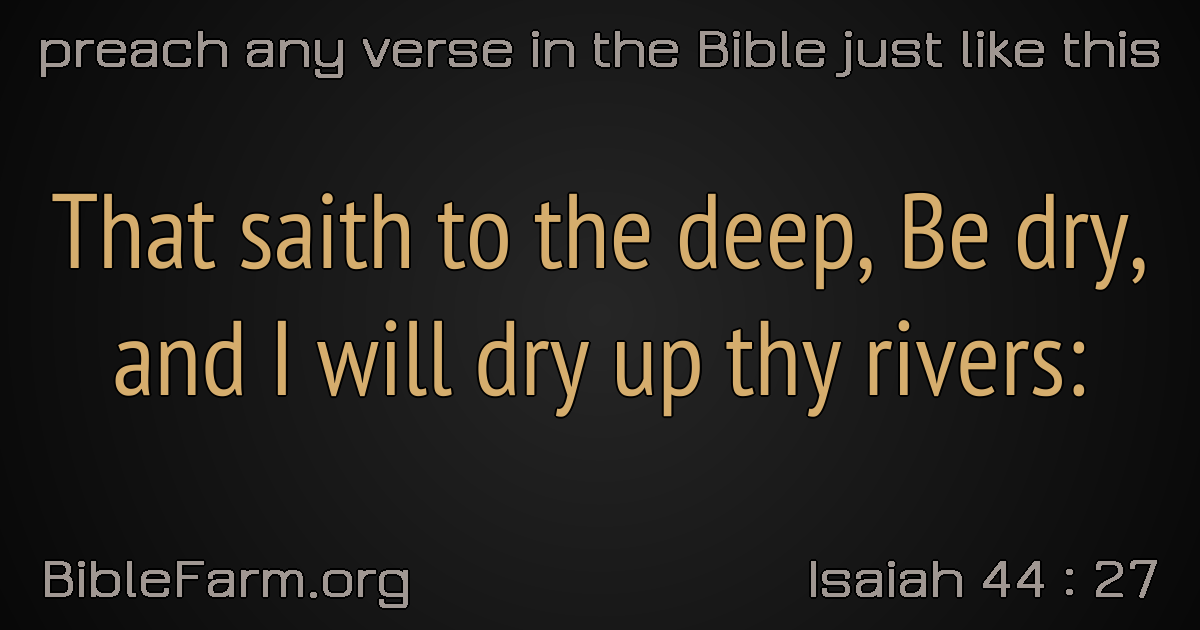 preach any verse in the Bible just like this
That saith to the deep, Be dry,
and I will dry up thy rivers:
BibleFarm.org
Isaiah 44 : 27